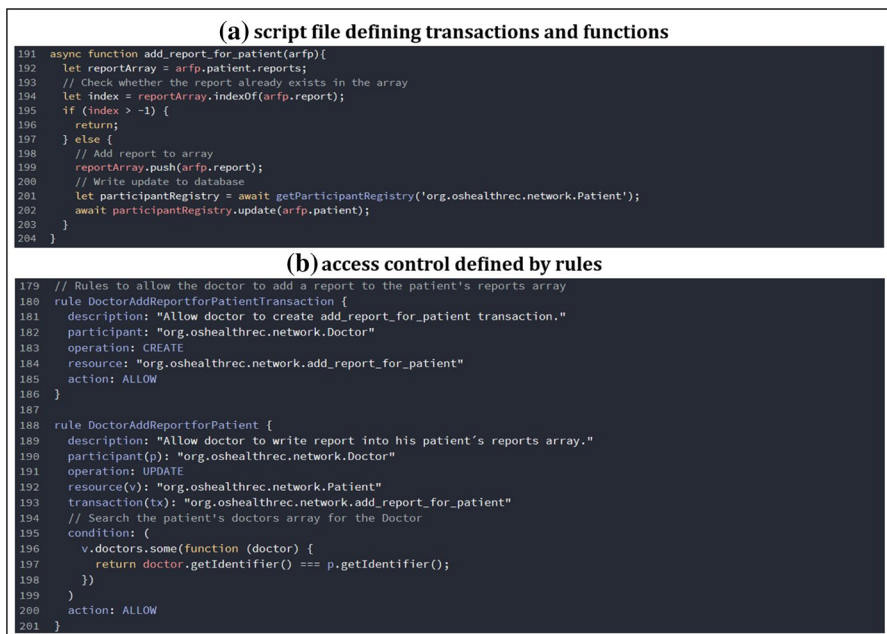 (a) script file defining transactions and functions
191 async function add_report_for_patient(arfp){
192   let reportArray = arfp.patient.reports;
193   // Check whether the report already exists in the array
194   let index = reportArray.indexOf(arfp.report);
195   if (index > -1) {
196     return;
197   } else {
198     // Add report to array
199     reportArray.push(arfp.report);
200     // Write update to database
201     let participantRegistry = await getParticipantRegistry('org.oshealthrec.network.Patient');
202     await participantRegistry.update(arfp.patient);
203   }
204 }
(b) access control defined by rules
179 // Rules to allow the doctor to add a report to the patient's reports array
180 rule DoctorAddReportforPatientTransaction {
181   description: "Allow doctor to create add_report_for_patient transaction."
182   participant: "org.oshealthrec.network.Doctor"
183   operation: CREATE
184   resource: "org.oshealthrec.network.add_report_for_patient"
185   action: ALLOW
186 }
187
188 rule DoctorAddReportforPatient {
189   description: "Allow doctor to write report into his patient´s reports array."
190   participant(p): "org.oshealthrec.network.Doctor"
191   operation: UPDATE
192   resource(v): "org.oshealthrec.network.Patient"
193   transaction(tx): "org.oshealthrec.network.add_report_for_patient"
194   // Search the patient's doctors array for the Doctor
195   condition: (
196     v.doctors.some(function (doctor) {
197       return doctor.getIdentifier() === p.getIdentifier();
198     })
199   )
200   action: ALLOW
201 }